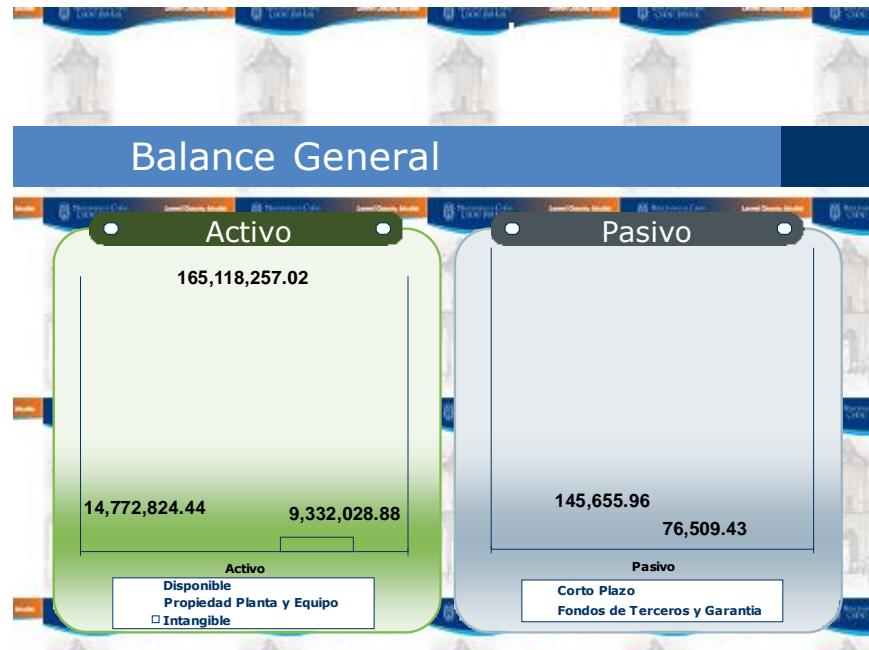 Balance General
Activo
165,118,257.02
14,772,824.44
9,332,028.88
Activo
Disponible
Propiedad Planta y Equipo
Intangible
Pasivo
145,655.96
76,509.43
Pasivo
Corto Plazo
Fondos de Terceros y Garantia